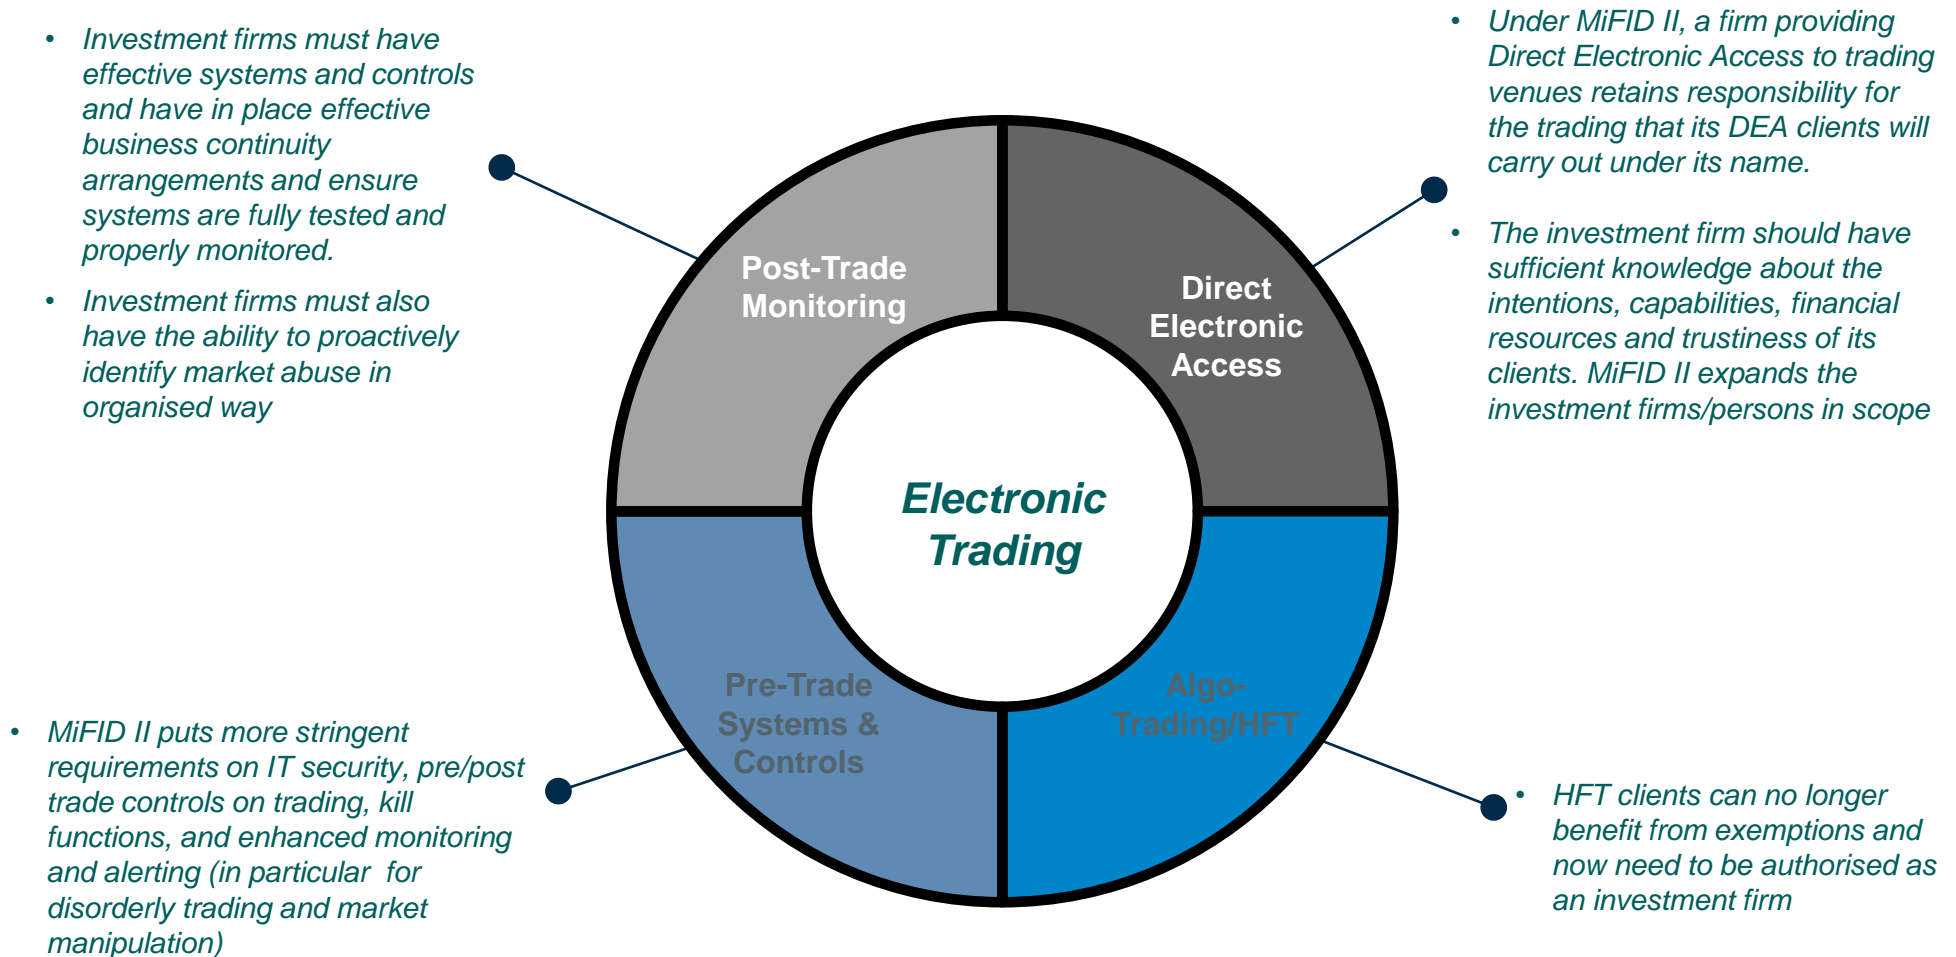 • Investment firms must have
effective systems and controls
and have in place effective
business continuity
arrangements and ensure
systems are fully tested and
properly monitored.
• Investment firms must also
have the ability to proactively
identify market abuse in
organised way
• Under MiFID II, a firm providing
Direct Electronic Access to trading
venues retains responsibility for
the trading that its DEA clients will
carry out under its name.
• The investment firm should have
sufficient knowledge about the
intentions, capabilities, financial
resources and trustiness of its
clients. MiFID II expands the
investment firms/persons in scope
Post-Trade
Monitoring
Direct
Electronic
Access
Electronic
Trading
Pre-Trade
Systems &
Controls
Algo-
Trading/HFT
• MiFID II puts more stringent
requirements on IT security, pre/post
trade controls on trading, kill
functions, and enhanced monitoring
and alerting (in particular for
disorderly trading and market
manipulation)
• HFT clients can no longer
benefit from exemptions and
now need to be authorised as
an investment firm